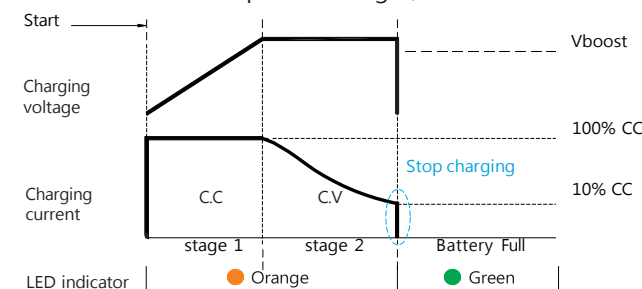 Start
Vboost
Charging
voltage
100% CC
Stop charging
10% CC
Charging
current
C.C
C.V
stage 1
stage 2
Battery Full
LED indicator
Orange
Green